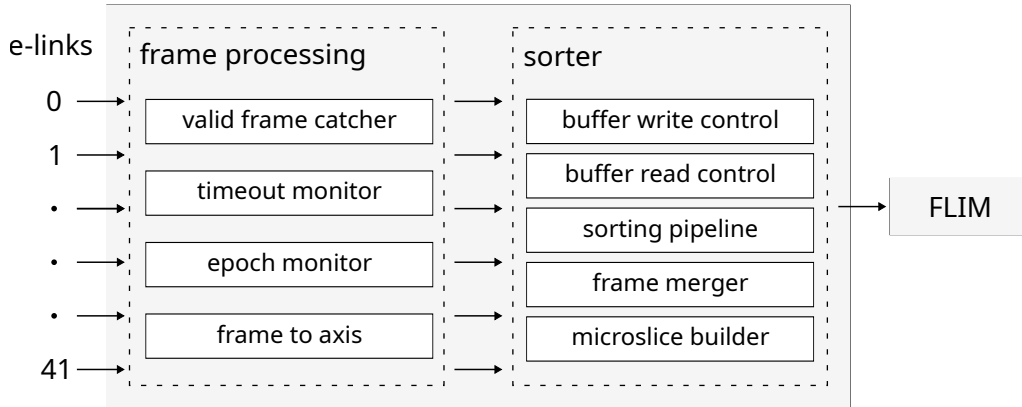 e-links
0
1
.
.
.
41
frame processing
valid frame catcher
timeout monitor
epoch monitor
frame to axis
sorter
buffer write control
buffer read control
sorting pipeline
frame merger
microslice builder
FLIM